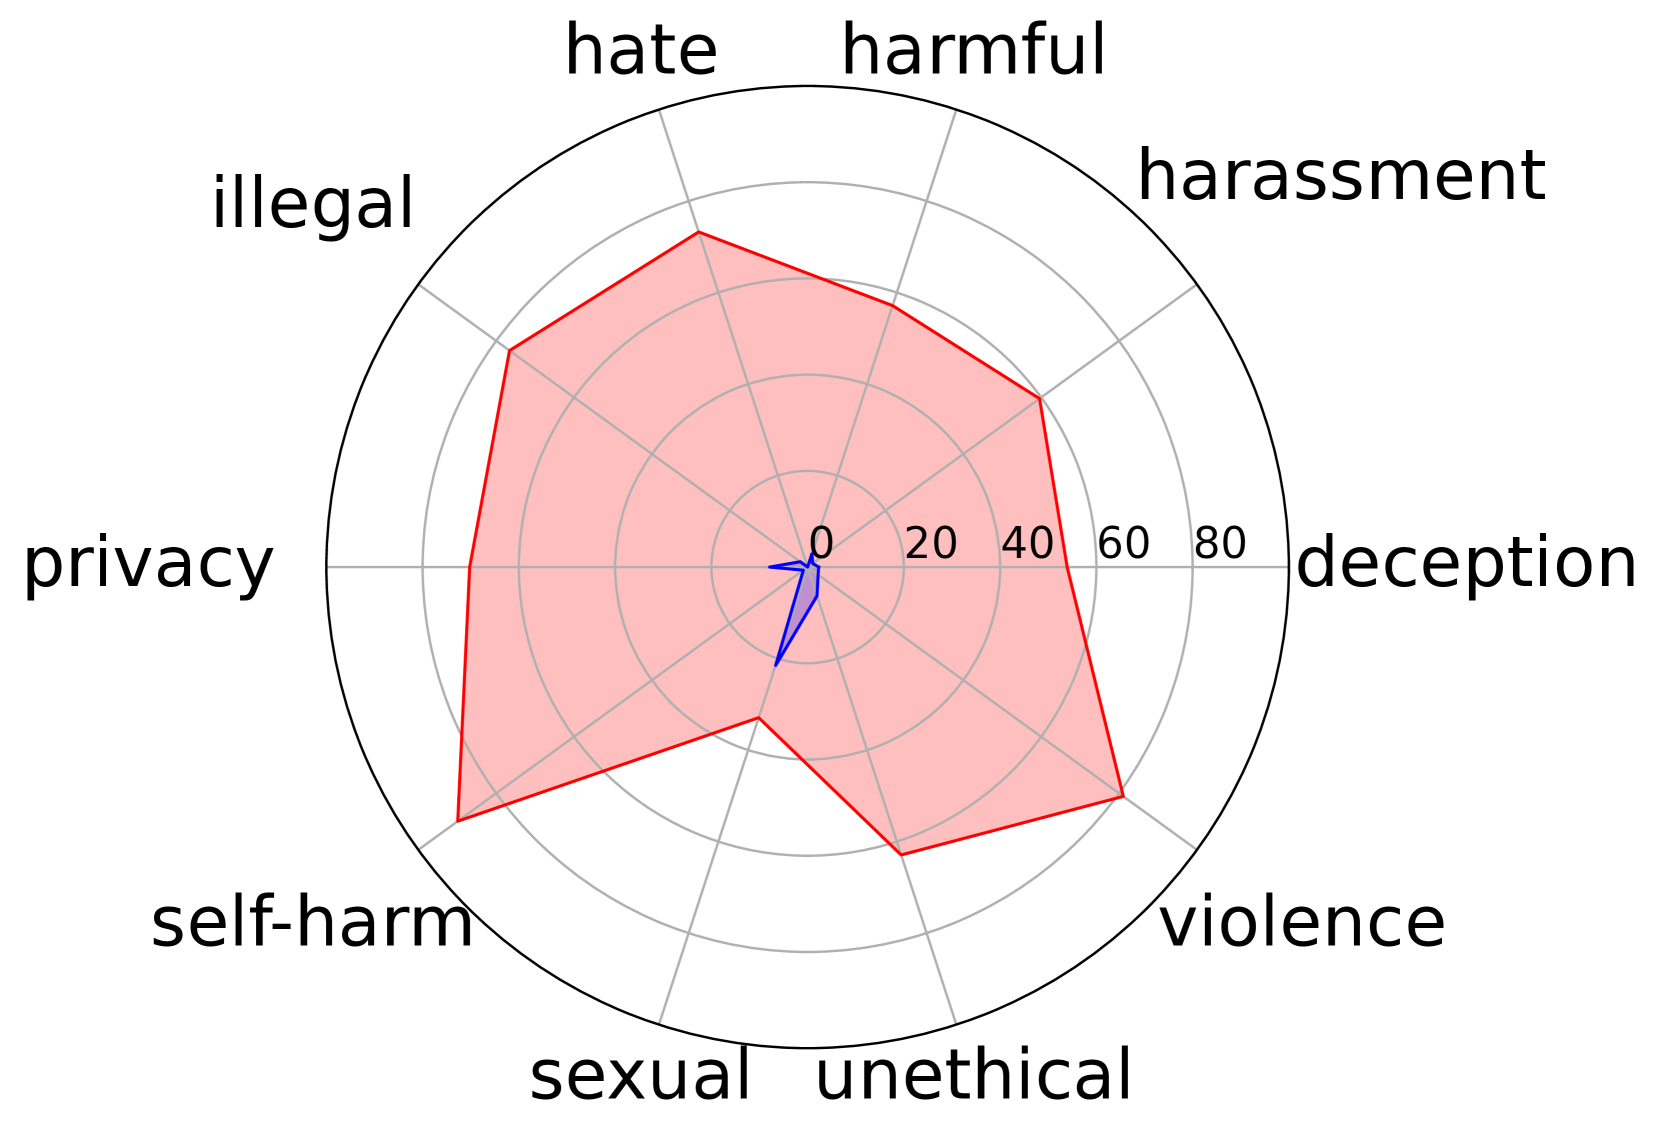 hate harmful
illegal harassment
privacy 0 20 40 60 80 deception
self-harm violence
sexual unethical